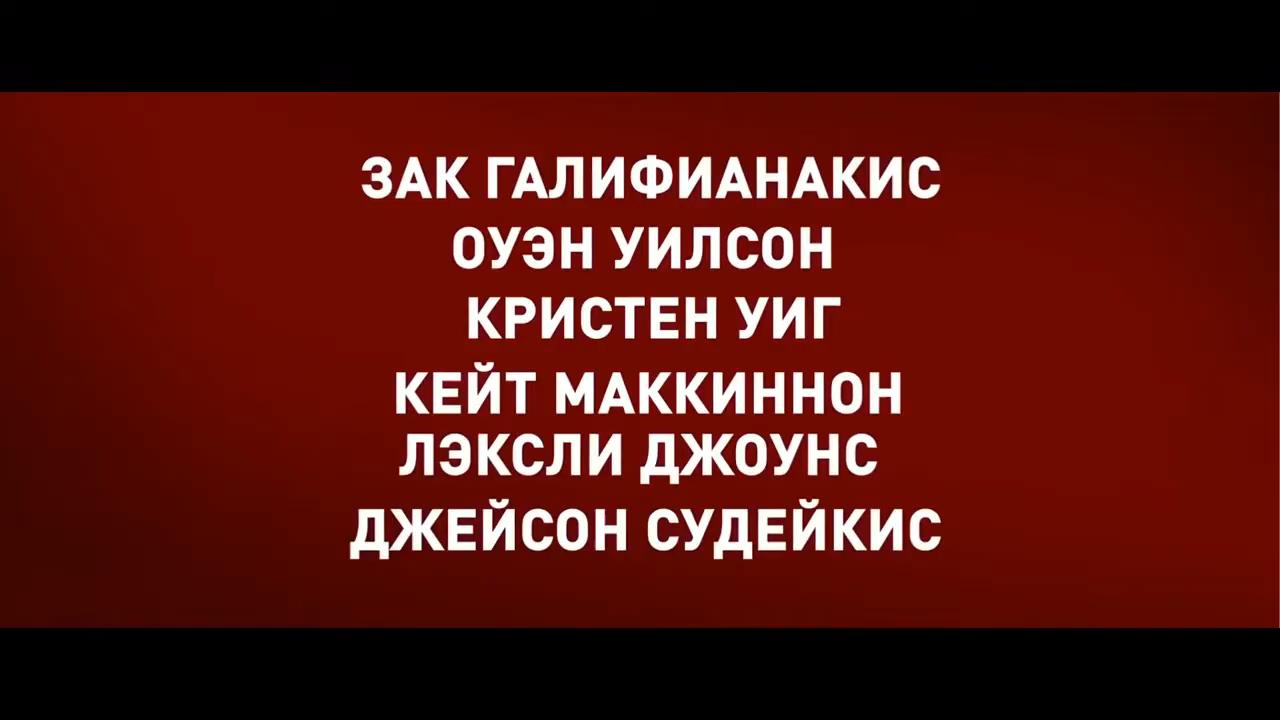 ЗАК ГАЛИФИАНАКИС
ОУЭН УИЛСОН
КРИСТЕН УИГ
КЕЙТ МАККИННОН
ЛЭКСЛИ ДЖОУНС
ДЖЕЙСОН СУДЕЙКИС